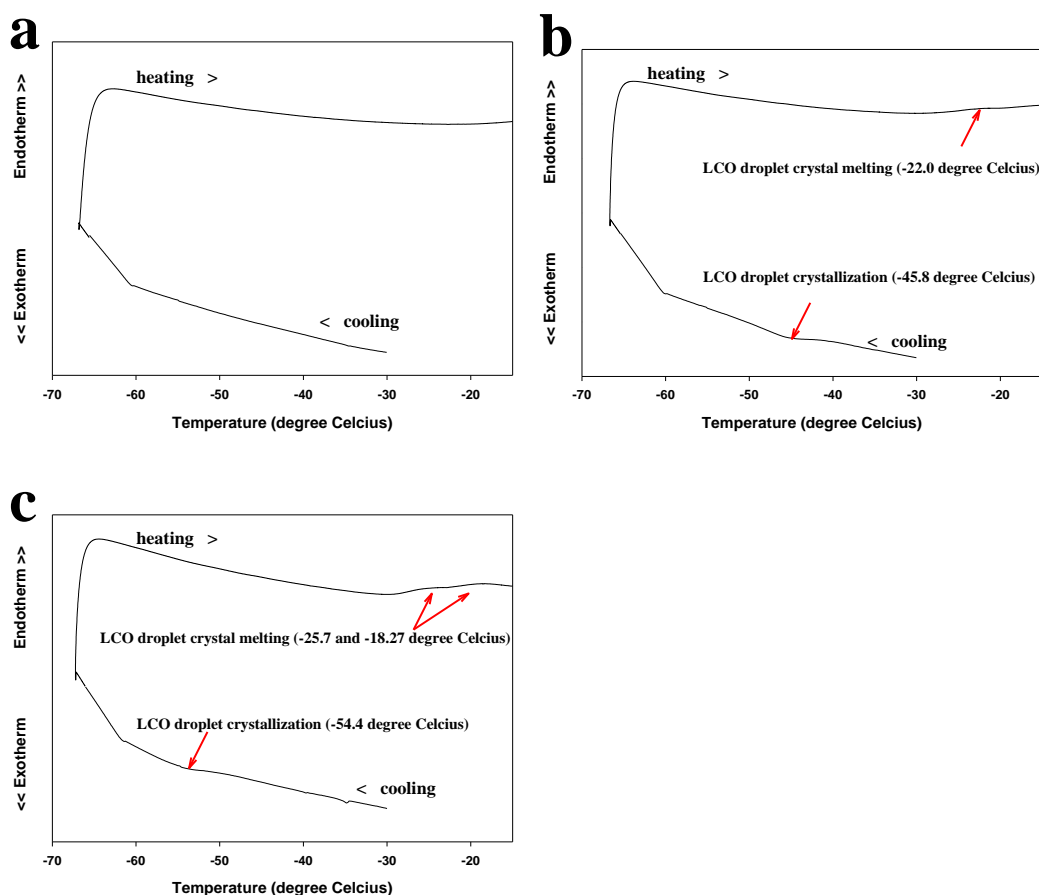 a
Endotherm >>
<< Exotherm
heating >
< cooling
-70 -60 -50 -40 -30 -20
Temperature (degree Celcius)
b
Endotherm >>
<< Exotherm
heating >
LCO droplet crystal melting (-22.0 degree Celcius)
LCO droplet crystallization (-45.8 degree Celcius)
< cooling
-70 -60 -50 -40 -30 -20
Temperature (degree Celcius)
c
Endotherm >>
<< Exotherm
heating >
LCO droplet crystal melting (-25.7 and -18.27 degree Celcius)
LCO droplet crystallization (-54.4 degree Celcius)
< cooling
-70 -60 -50 -40 -30 -20
Temperature (degree Celcius)